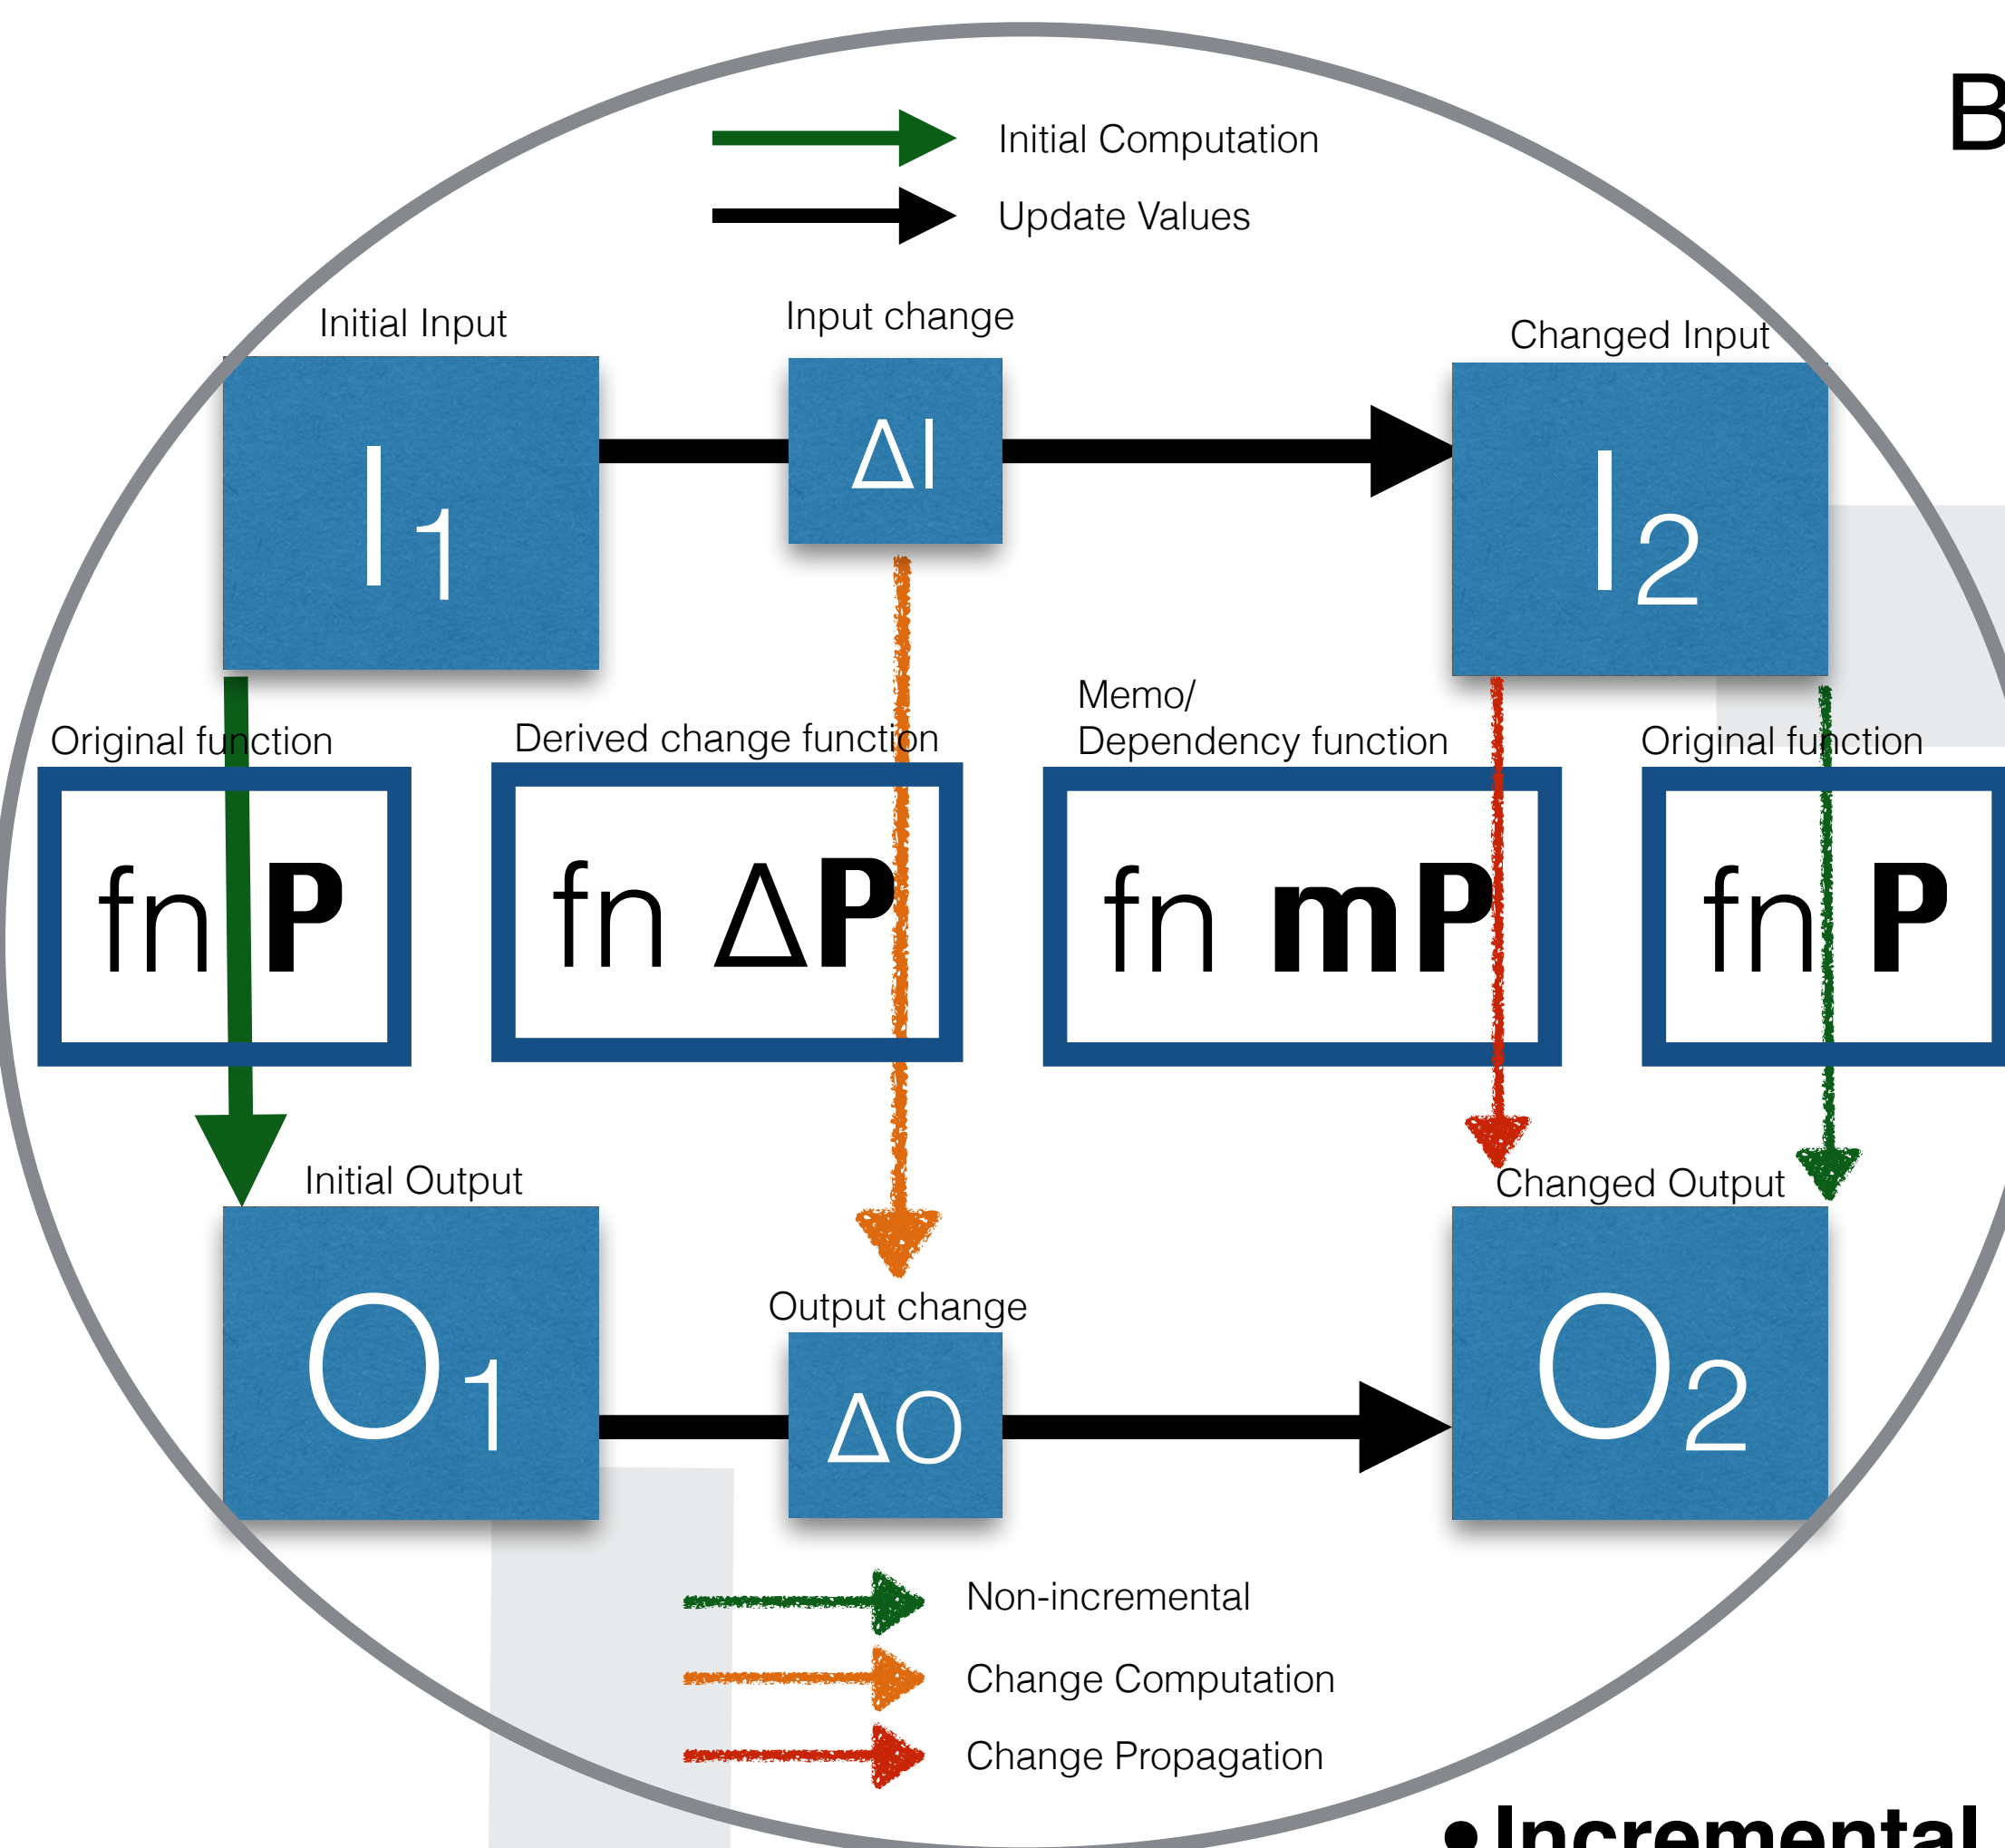 B
Initial Computation
Update Values
Initial Input
Input change
Changed Input
I1
ΔI
I2
Memo/
Original function
Derived change function
Dependency function
Original function
fn P
fn ΔP
fn mP
fn P
Initial Output
Changed Output
Output change
O1
ΔO
O2
Non-incremental
Change Computation
Change Propagation
•Incremental